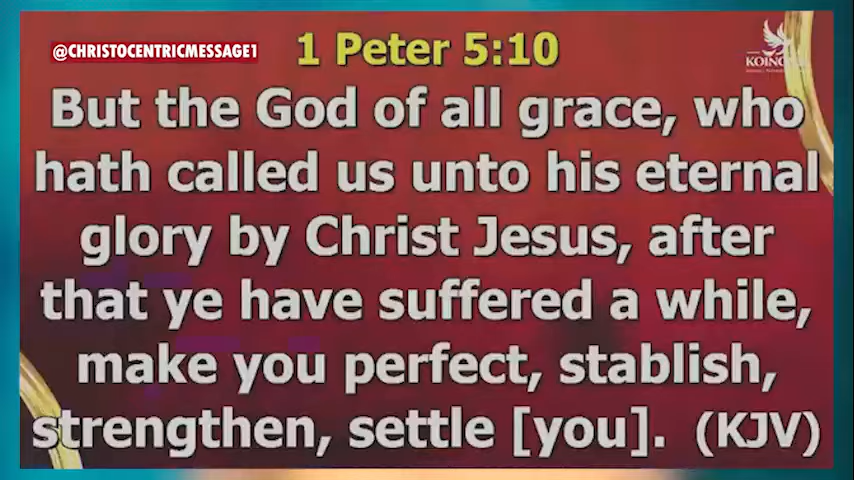 @CHRISTOCENTRICMESSAGE1
1 Peter 5:10
But the God of all grace, who
hath called us unto his eternal
glory by Christ Jesus, after
that ye have suffered a while,
make you perfect, stablish,
strengthen, settle [you]. (KJV)